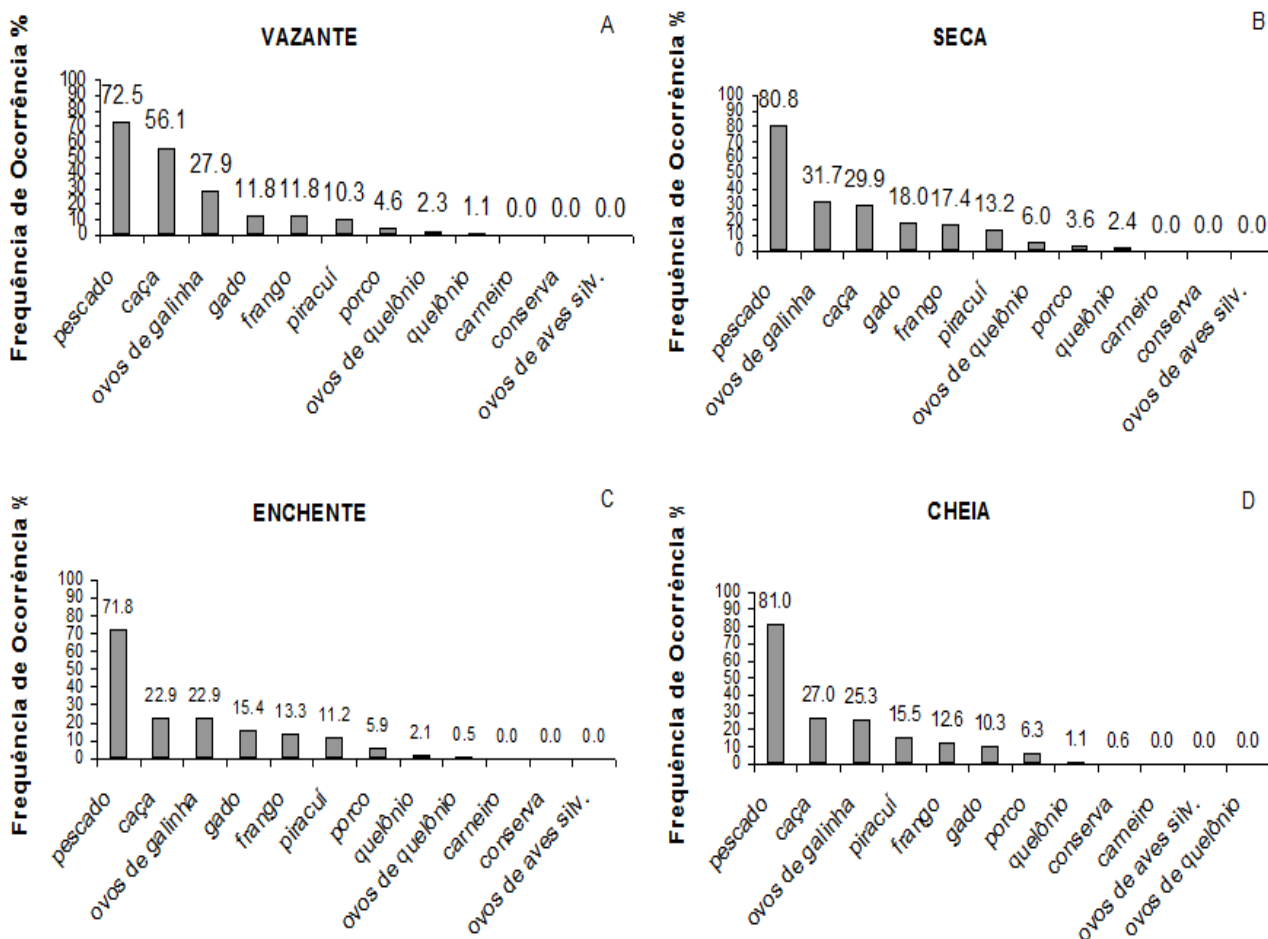 VAZANTE
A
Frequência de Ocorrência %
100
90
80
70
60
50
40
30
20
10
0
72.5
56.1
27.9
11.8
11.8
10.3
4.6
2.3
1.1
0.0
0.0
0.0
pescado
caça
ovos de galinha
gado
frango
piracuí
porco
ovos de quelônio
quelônio
carneiro
conserva
ovos de aves silv.
SECA
B
Frequência de Ocorrência %
100
90
80
70
60
50
40
30
20
10
0
80.8
31.7
29.9
18.0
17.4
13.2
6.0
3.6
2.4
0.0
0.0
0.0
pescado
ovos de galinha
caça
gado
frango
piracuí
ovos de quelônio
porco
quelônio
carneiro
conserva
ovos de aves silv.
ENCHENTE
C
Frequência de Ocorrência %
100
90
80
70
60
50
40
30
20
10
0
71.8
22.9
22.9
15.4
13.3
11.2
5.9
2.1
0.5
0.0
0.0
0.0
pescado
caça
ovos de galinha
gado
frango
piracuí
porco
quelônio
ovos de quelônio
carneiro
conserva
ovos de aves silv.
CHEIA
D
Frequência de Ocorrência %
100
90
80
70
60
50
40
30
20
10
0
81.0
27.0
25.3
15.5
12.6
10.3
6.3
1.1
0.6
0.0
0.0
0.0
pescado
caça
ovos de galinha
piracuí
frango
gado
porco
quelônio
conserva
carneiro
ovos de aves silv.
ovos de quelônio